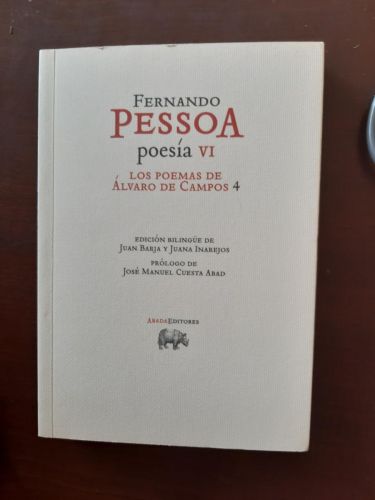 FERNANDO
PESSOA
poesía VI
LOS POEMAS DE
ÁLVARO DE CAMPOS 4
EDICIÓN BILINGÜE DE
JUAN BARJA Y JUANA INAREJOS
PRÓLOGO DE
JOSÉ MANUEL CUESTA ABAD
ABADAEDITORES